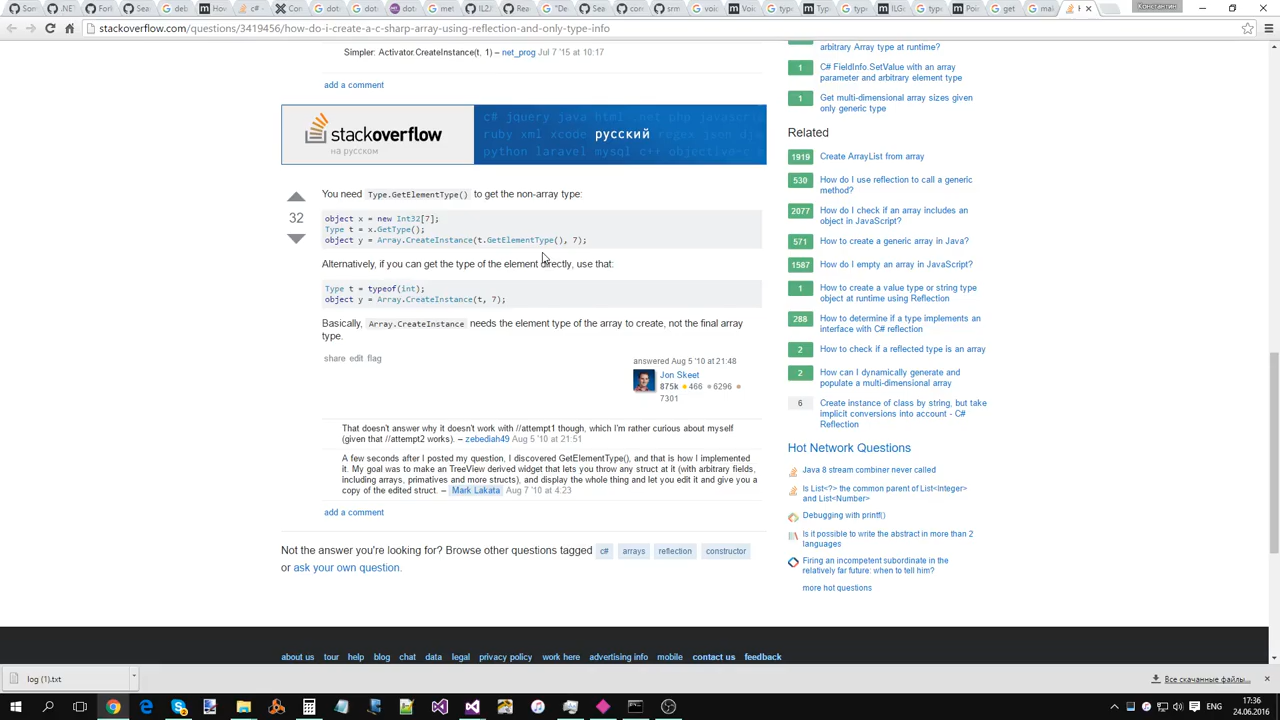 Константин
stackoverflow.com/questions/3419456/how-do-i-create-a-c-sharp-array-using-reflection-and-only-type-info
Simpler: Activator.CreateInstance(t, 1) – net_prog Jul 7 '15 at 10:17
add a comment
stackoverflow
на русском
русский
32
You need Type.GetElementType() to get the non-array type:
object x = new Int32[7];
Type t = x.GetType();
object y = Array.CreateInstance(t.GetElementType(), 7);
Alternatively, if you can get the type of the element directly, use that:
Type t = typeof(int);
object y = Array.CreateInstance(t, 7);
Basically, Array.CreateInstance needs the element type of the array to create, not the final array
type.
share edit flag
answered Aug 5 '10 at 21:48
Jon Skeet
875k 466 6296
7301
That doesn't answer why it doesn't work with //attempt1 though, which I'm rather curious about myself
(given that //attempt2 works). – zebediah49 Aug 5 '10 at 21:51
A few seconds after I posted my question, I discovered GetElementType(), and that is how I implemented
it. My goal was to make an TreeView derived widget that lets you throw any struct at it (with arbitrary fields,
including arrays, primatives and more structs), and display the whole thing and let you edit it and give you a
copy of the edited struct. – Mark Lakata Aug 7 '10 at 4:23
add a comment
Not the answer you're looking for? Browse other questions tagged c# arrays reflection constructor
or ask your own question.
arbitrary Array type at runtime?
1 C# FieldInfo.SetValue with an array
parameter and arbitrary element type
1 Get multi-dimensional array sizes given
only generic type
Related
1919 Create ArrayList from array
530 How do I use reflection to call a generic
method?
2077 How do I check if an array includes an
object in JavaScript?
571 How to create a generic array in Java?
1587 How do I empty an array in JavaScript?
1 How to create a value type or string type
object at runtime using Reflection
288 How to determine if a type implements an
interface with C# reflection
2 How to check if a reflected type is an array
2 How can I dynamically generate and
populate a multi-dimensional array
6 Create instance of class by string, but take
implicit conversions into account - C#
Reflection
Hot Network Questions
Java 8 stream combiner never called
Is List<?> the common parent of List<Integer>
and List<Number>
Debugging with printf()
Is it possible to write the abstract in more than 2
languages
Firing an incompetent subordinate in the
relatively far future: when to tell him?
more hot questions
about us tour help blog chat data legal privacy policy work here advertising info mobile contact us feedback
log (1).txt
Все скачанные файлы...
ENG
17:36
24.06.2016